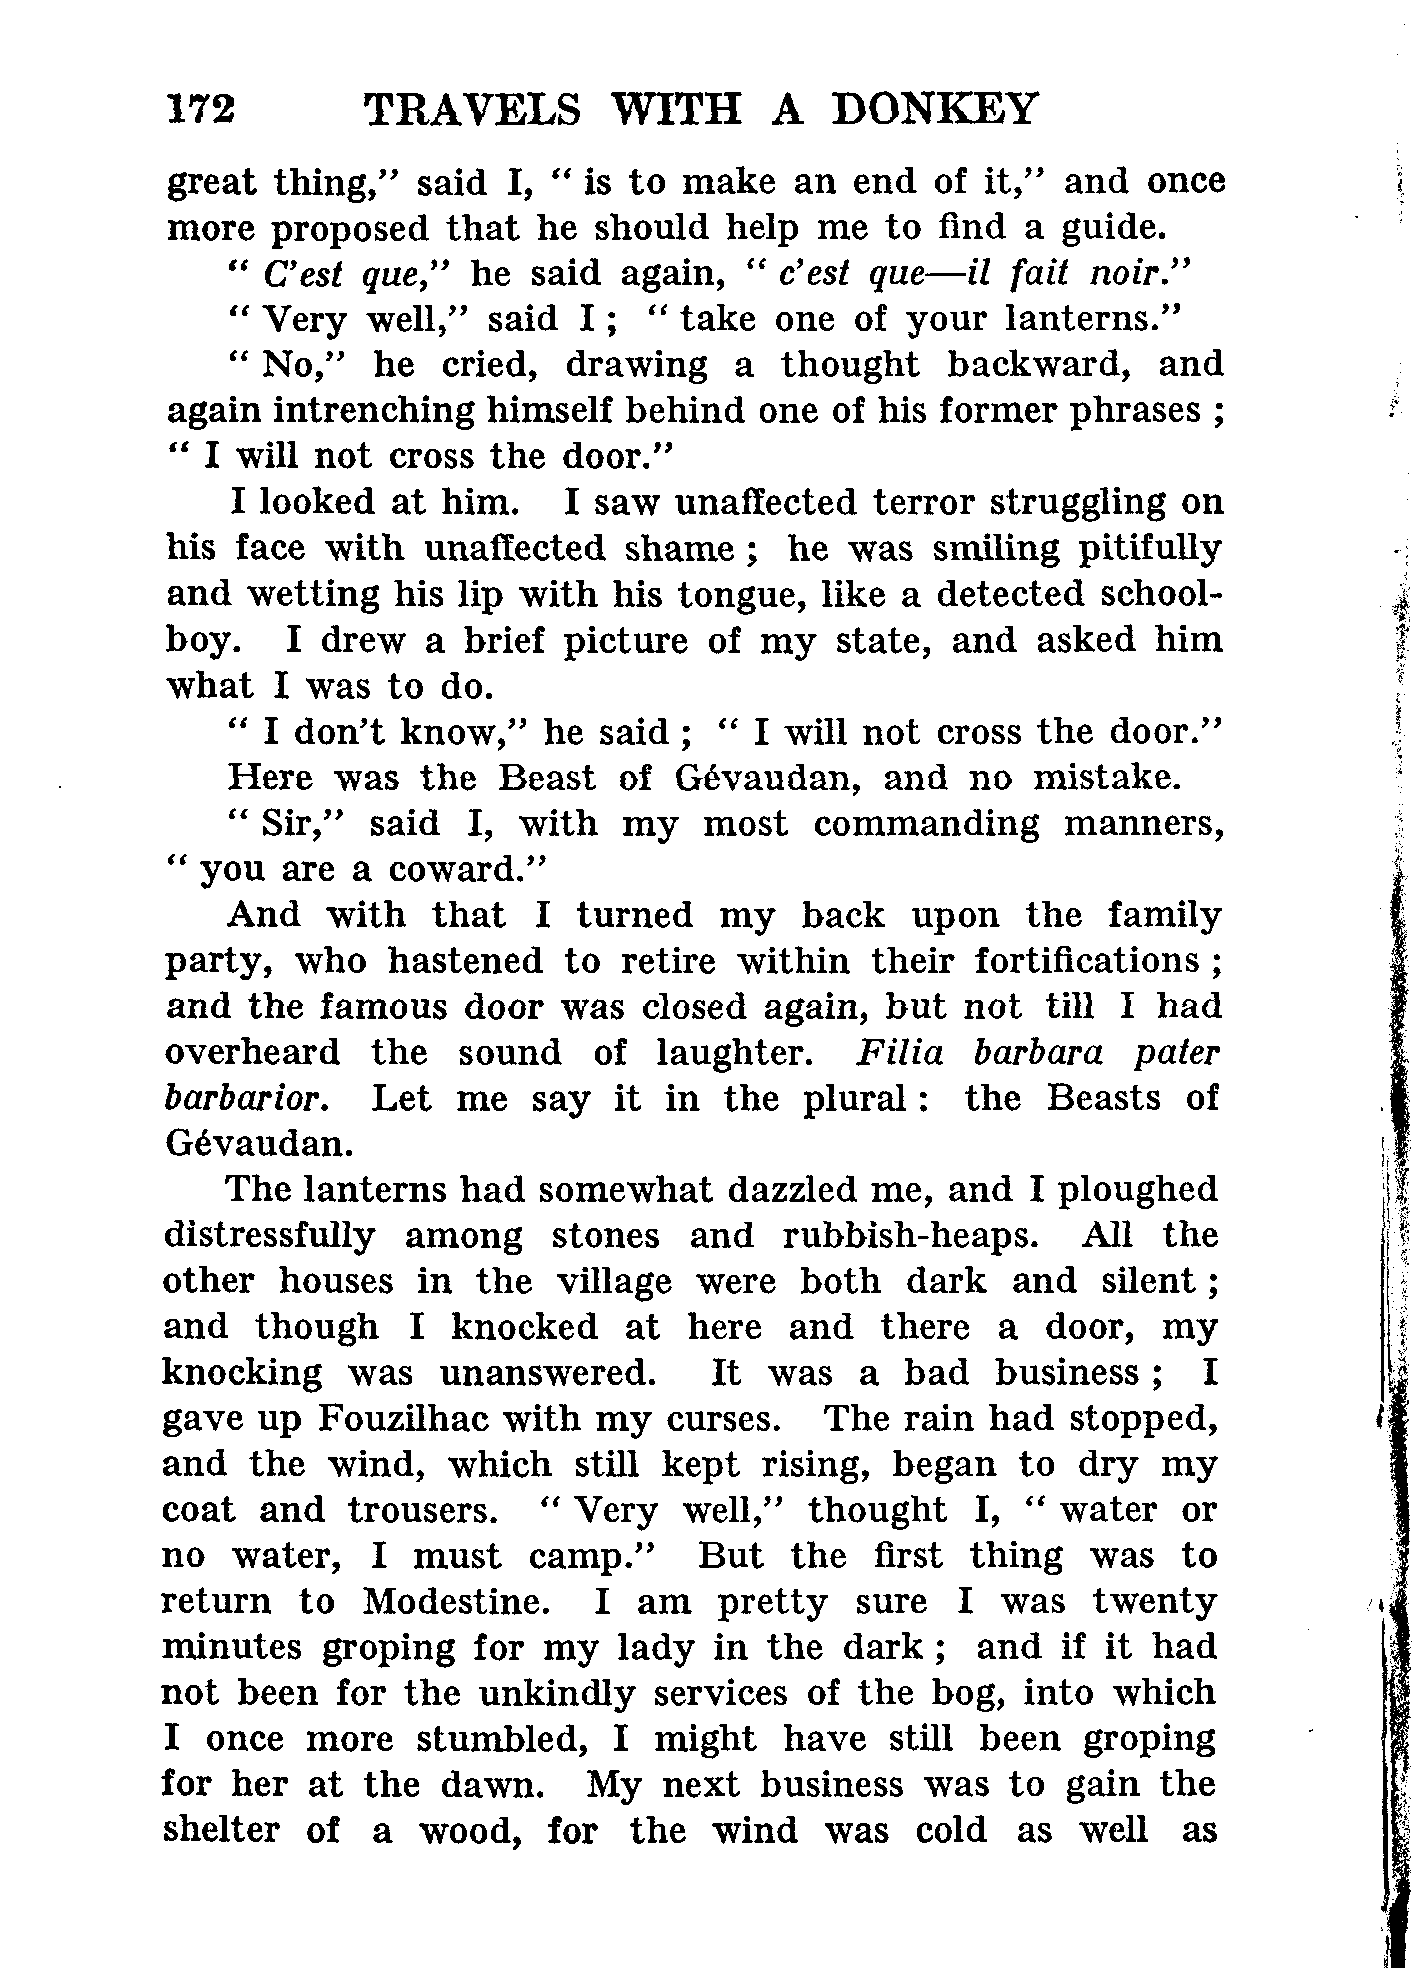 172 TRAVELS WITH A DONKEY
great thing,” said I, “ is to make an end of it,” and once
more proposed that he should help me to find a guide.
“ C’est que,” he said again, “ c’est que—il fait noir.”
“ Very well,” said I ; “ take one of your lanterns.”
“ No,” he cried, drawing a thought backward, and
again intrenching himself behind one of his former phrases ;
“ I will not cross the door.”
I looked at him. I saw unaffected terror struggling on
his face with unaffected shame ; he was smiling pitifully
and wetting his lip with his tongue, like a detected school-
boy. I drew a brief picture of my state, and asked him
what I was to do.
“ I don’t know,” he said ; “ I will not cross the door.”
Here was the Beast of Gévaudan, and no mistake.
“ Sir,” said I, with my most commanding manners,
“ you are a coward.”
And with that I turned my back upon the family
party, who hastened to retire within their fortifications ;
and the famous door was closed again, but not till I had
overheard the sound of laughter. Filia barbara pater
barbarior. Let me say it in the plural : the Beasts of
Gévaudan.
The lanterns had somewhat dazzled me, and I ploughed
distressfully among stones and rubbish-heaps. All the
other houses in the village were both dark and silent ;
and though I knocked at here and there a door, my
knocking was unanswered. It was a bad business ; I
gave up Fouzilhac with my curses. The rain had stopped,
and the wind, which still kept rising, began to dry my
coat and trousers. “ Very well,” thought I, “ water or
no water, I must camp.” But the first thing was to
return to Modestine. I am pretty sure I was twenty
minutes groping for my lady in the dark ; and if it had
not been for the unkindly services of the bog, into which
I once more stumbled, I might have still been groping
for her at the dawn. My next business was to gain the
shelter of a wood, for the wind was cold as well as